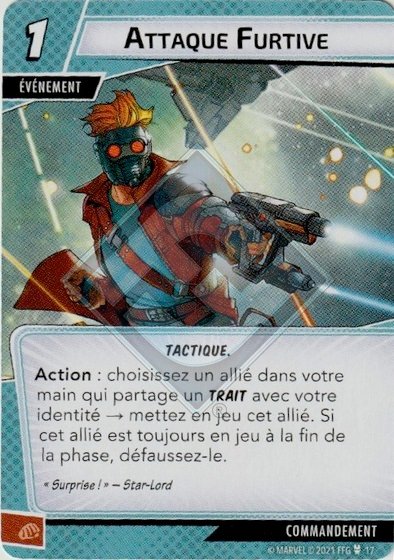 1
ATTAQUE FURTIVE
ÉVÉNEMENT
TACTIQUE.
Action : choisissez un allié dans votre
main qui partage un TRAIT avec votre
identité → mettez en jeu cet allié. Si
cet allié est toujours en jeu à la fin de
la phase, défaussez-le.
« Surprise ! » – Star-Lord
COMMANDEMENT
© MARVEL © 2021 FFG 17